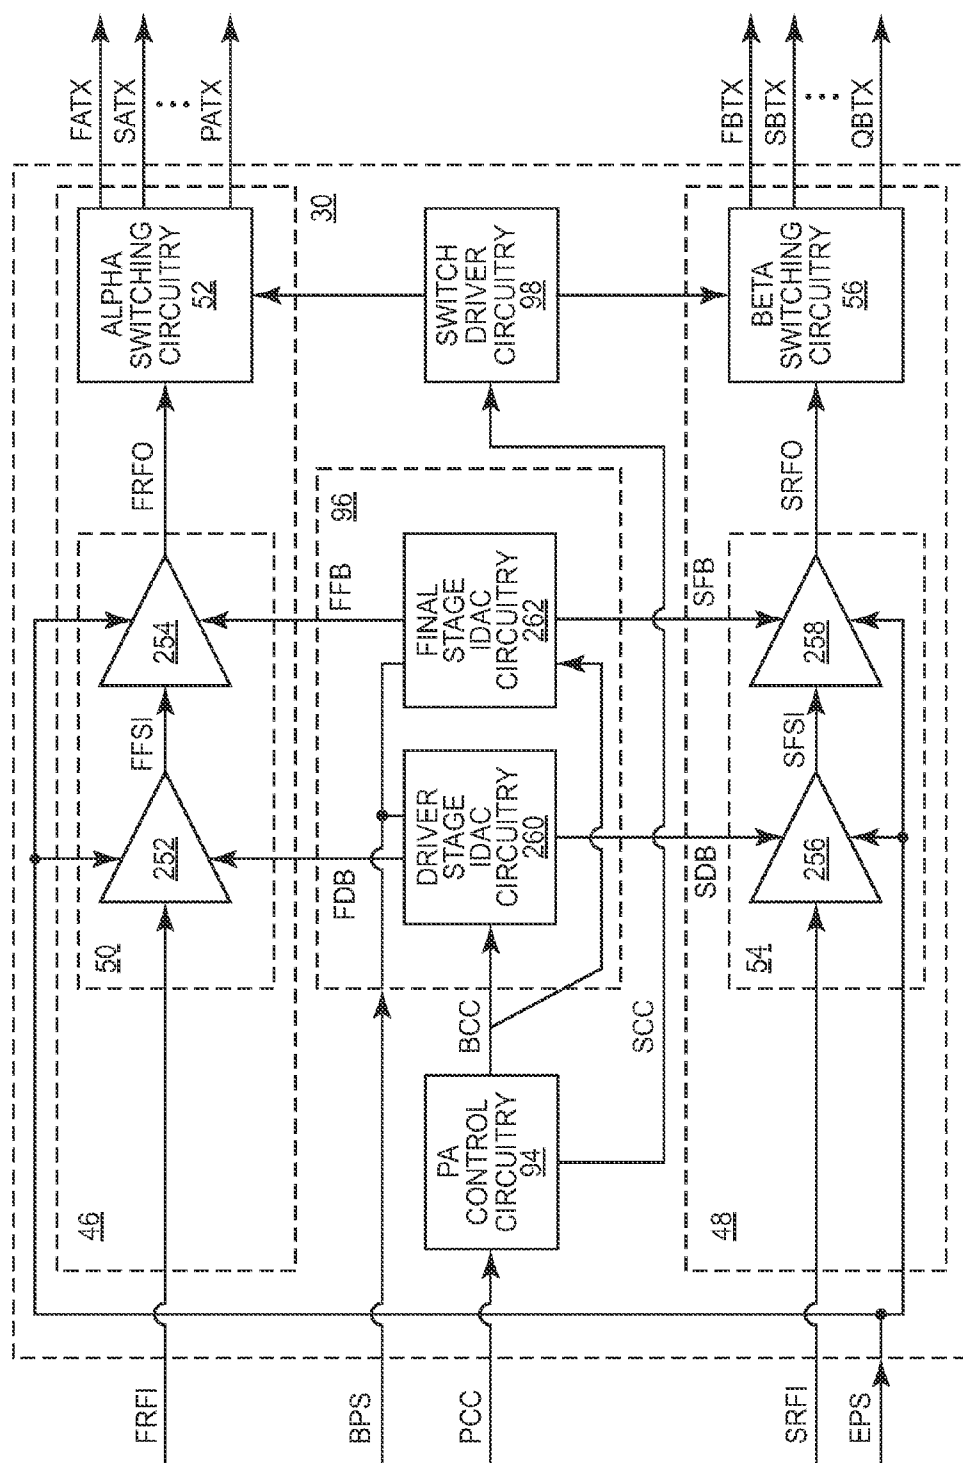 FATX
SATX
PATX
FBTX
SBTX
QBTX
ALPHA
SWITCHING
CIRCUITRY
52
30
SWITCH
DRIVER
CIRCUITRY
98
BETA
SWITCHING
CIRCUITRY
56
FRFO
SRFO
96
254
FFB
FINAL
STAGE
IDAC
CIRCUITRY
262
SFB
258
FFSI
SFSI
252
FDB
DRIVER
STAGE
IDAC
CIRCUITRY
260
SDB
256
50
54
BCC
SCC
46
PA
CONTROL
CIRCUITRY
94
48
FRFI
BPS
PCC
SRFI
EPS